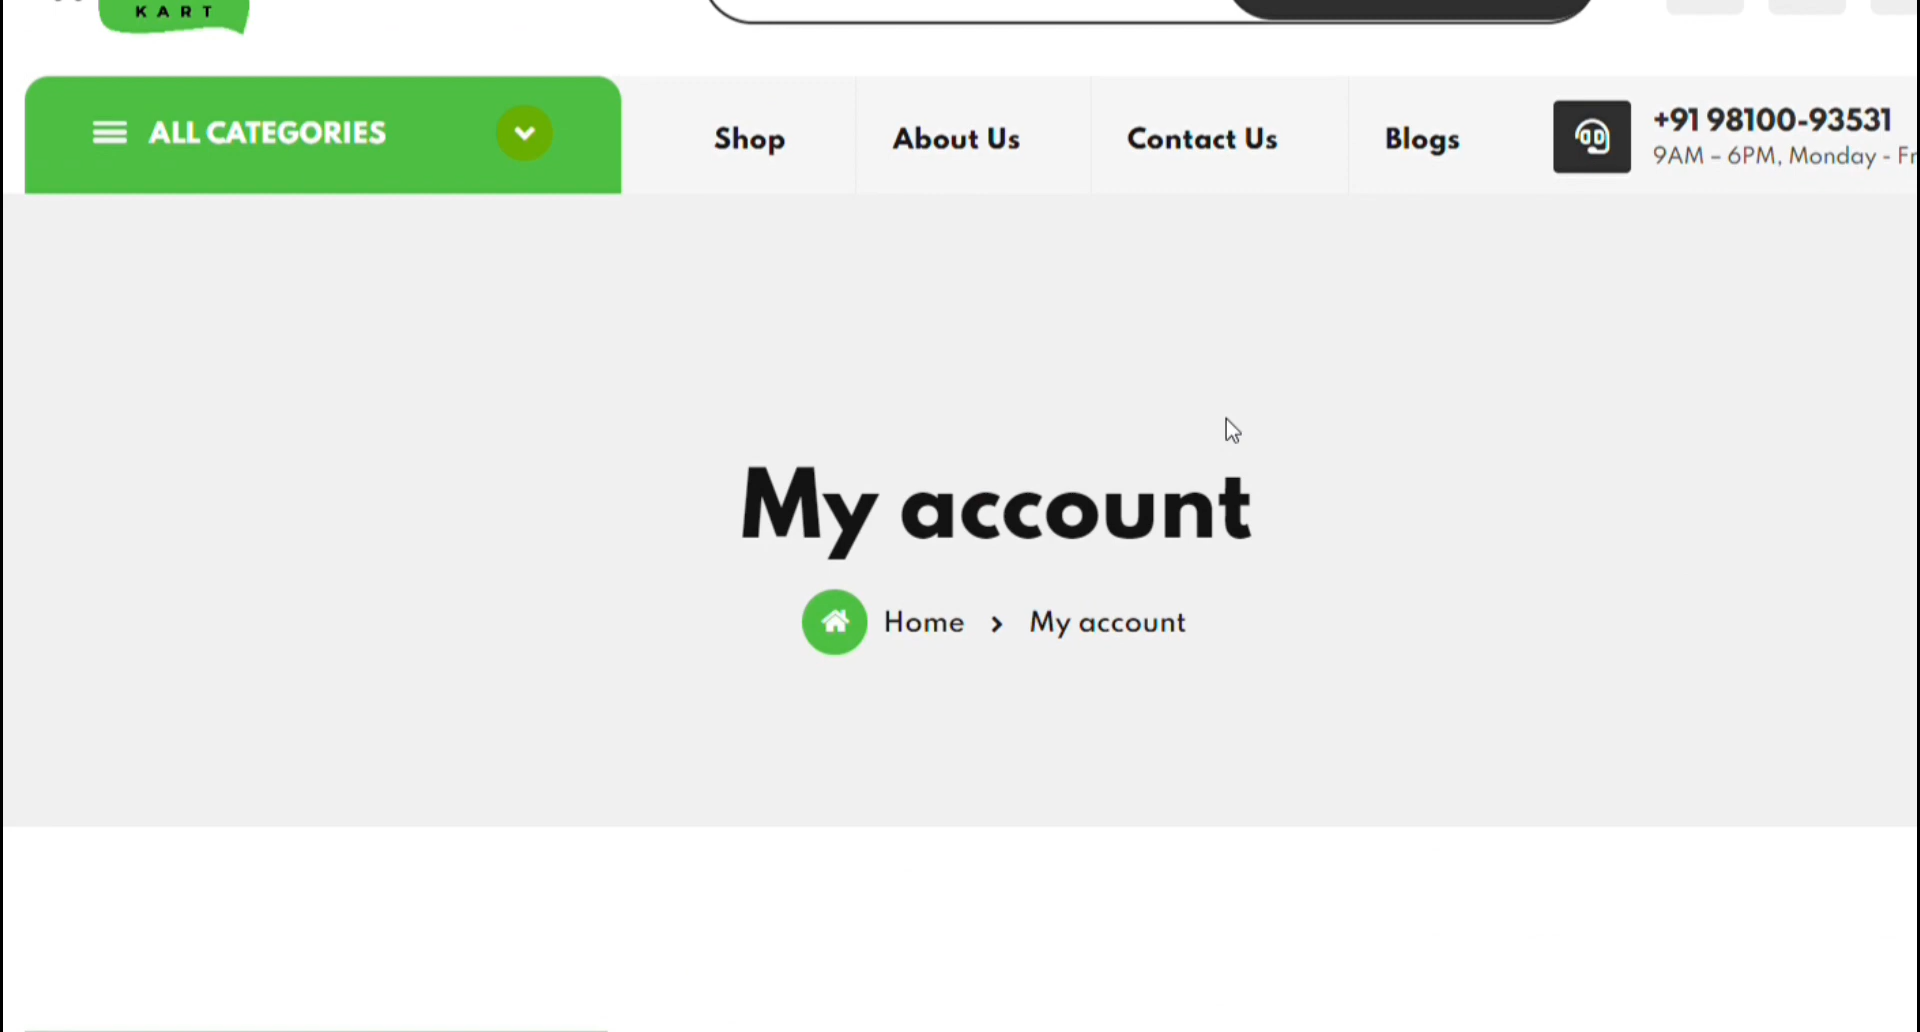 KART
ALL CATEGORIES
Shop
About Us
Contact Us
Blogs
+91 98100-93531
9AM – 6PM, Monday - Fr
My account
Home > My account